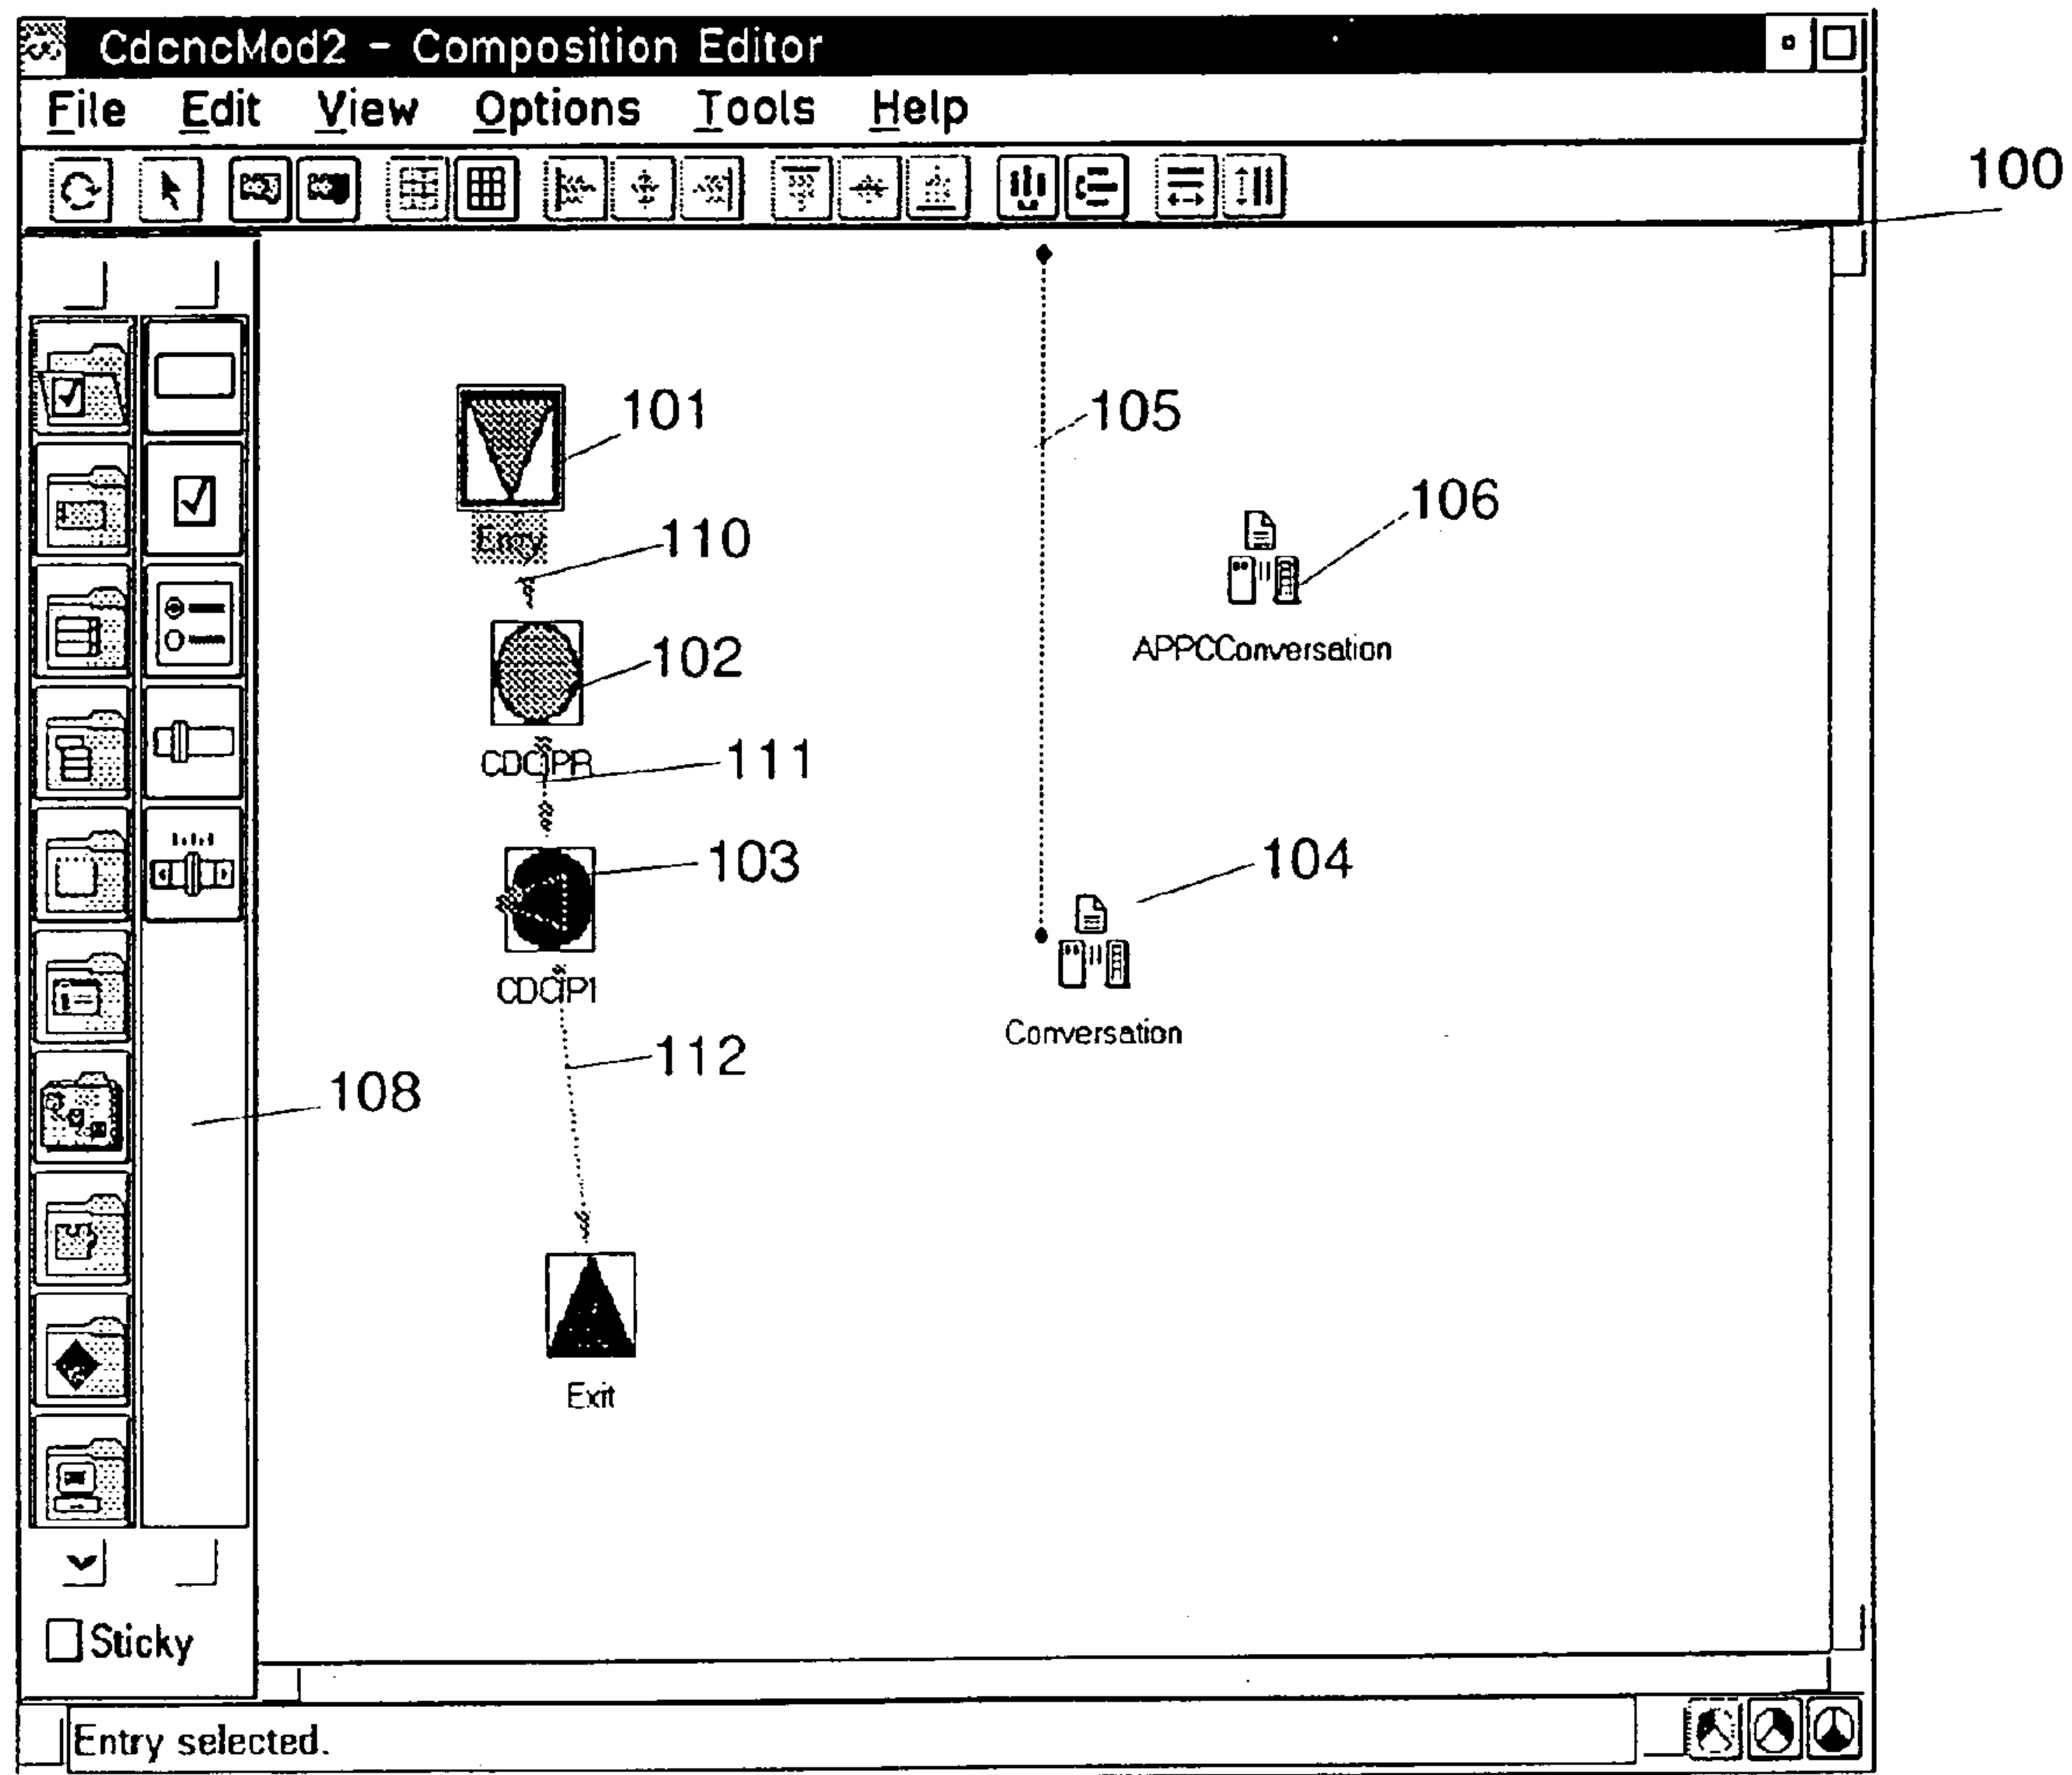 CdcncMod2 - Composition Editor
File Edit View Options Tools Help
100
101
105
106
Entry
110
APPCConversation
102
CDCIPR
111
103
104
CDCIPI
Conversation
112
108
Exit
Sticky
Entry selected.